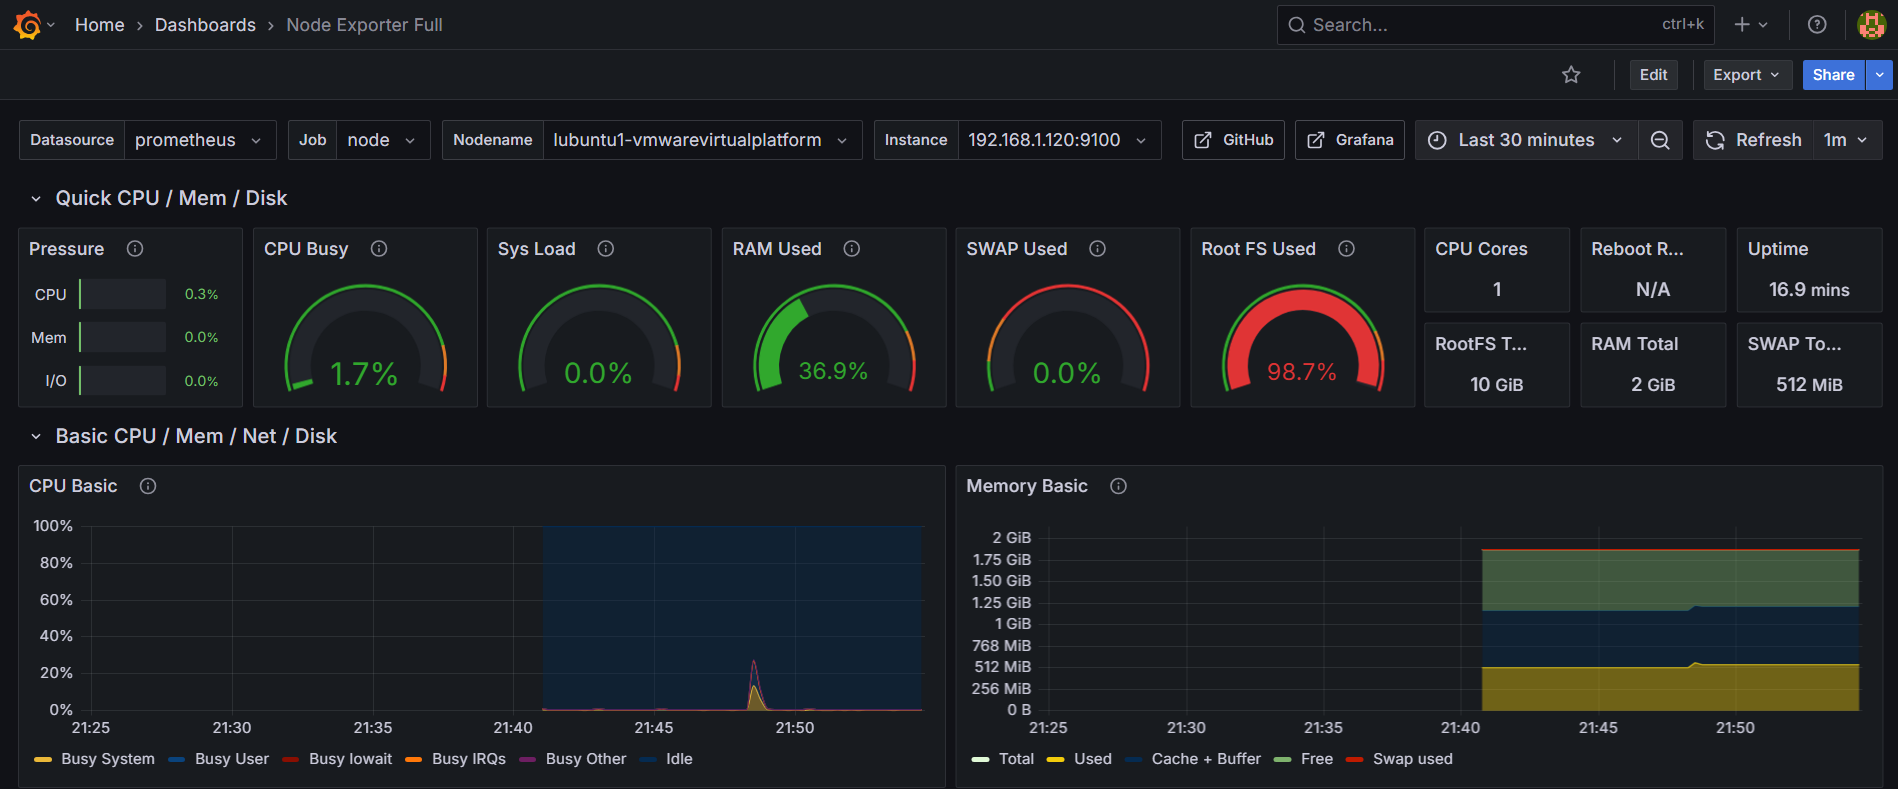 Home › Dashboards › Node Exporter Full
Search... ctrl+k
Edit Export Share
Datasource prometheus Job node Nodename lubuntu1-vmwarevirtualplatform Instance 192.168.1.120:9100 GitHub Grafana Last 30 minutes Refresh 1m
Quick CPU / Mem / Disk
Pressure
CPU 0.3%
Mem 0.0%
I/O 0.0%
CPU Busy
1.7%
Sys Load
0.0%
RAM Used
36.9%
SWAP Used
0.0%
Root FS Used
98.7%
CPU Cores
1
Reboot R...
N/A
Uptime
16.9 mins
RootFS T...
10 GiB
RAM Total
2 GiB
SWAP To...
512 MiB
Basic CPU / Mem / Net / Disk
CPU Basic
100%
80%
60%
40%
20%
0%
21:25 21:30 21:35 21:40 21:45 21:50
Busy System Busy User Busy Iowait Busy IRQs Busy Other Idle
Memory Basic
2 GiB
1.75 GiB
1.50 GiB
1.25 GiB
1 GiB
768 MiB
512 MiB
256 MiB
0 B
21:25 21:30 21:35 21:40 21:45 21:50
Total Used Cache + Buffer Free Swap used